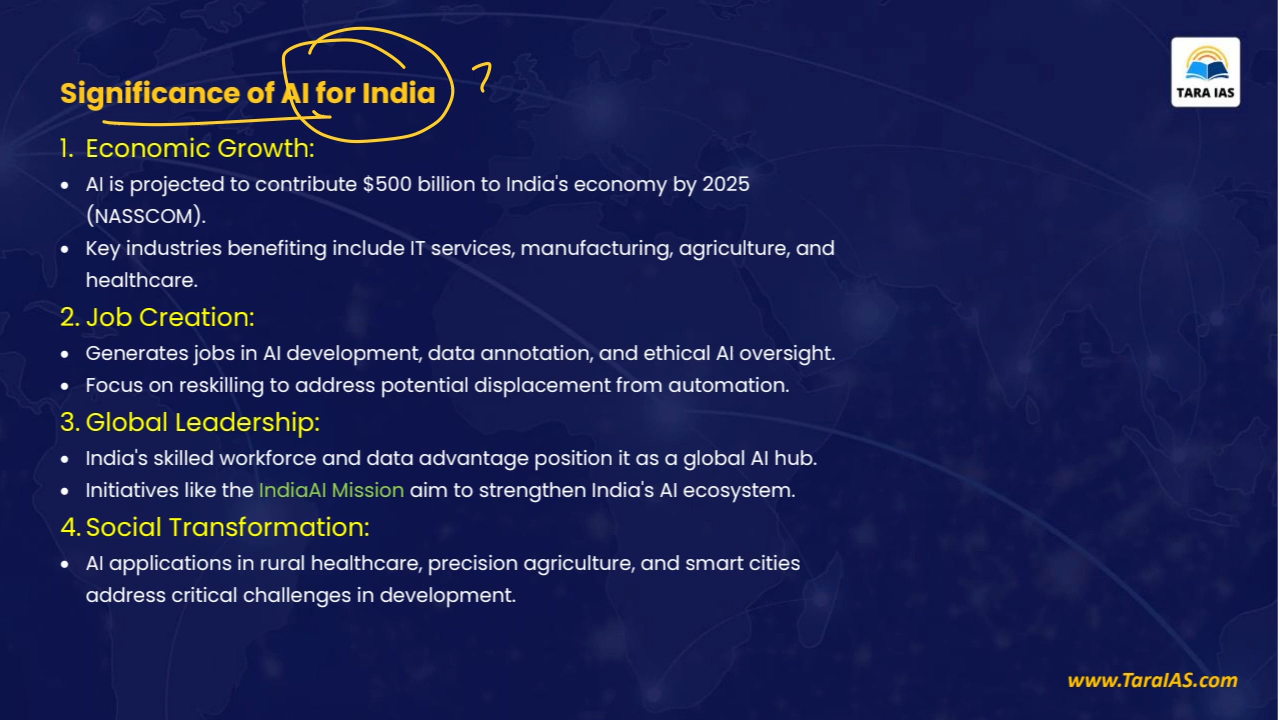 Significance of AI for India ?
TARA IAS
1. Economic Growth:
• AI is projected to contribute $500 billion to India's economy by 2025
(NASSCOM).
• Key industries benefiting include IT services, manufacturing, agriculture, and
healthcare.
2. Job Creation:
• Generates jobs in AI development, data annotation, and ethical AI oversight.
• Focus on reskilling to address potential displacement from automation.
3. Global Leadership:
• India's skilled workforce and data advantage position it as a global AI hub.
• Initiatives like the IndiaAI Mission aim to strengthen India's AI ecosystem.
4. Social Transformation:
• AI applications in rural healthcare, precision agriculture, and smart cities
address critical challenges in development.
www.TaraIAS.com